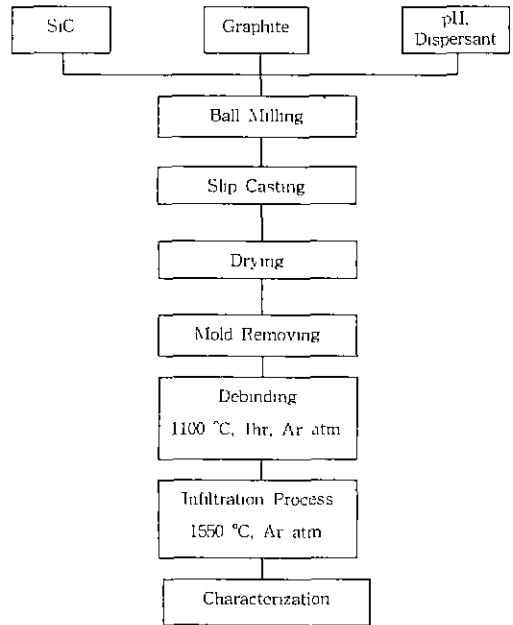 SiC
Graphite
pH,
Dispersant
Ball Milling
Slip Casting
Drying
Mold Removing
Debinding
1100 °C, 1hr, Ar atm
Infiltration Process
1550 °C, Ar atm
Characterization